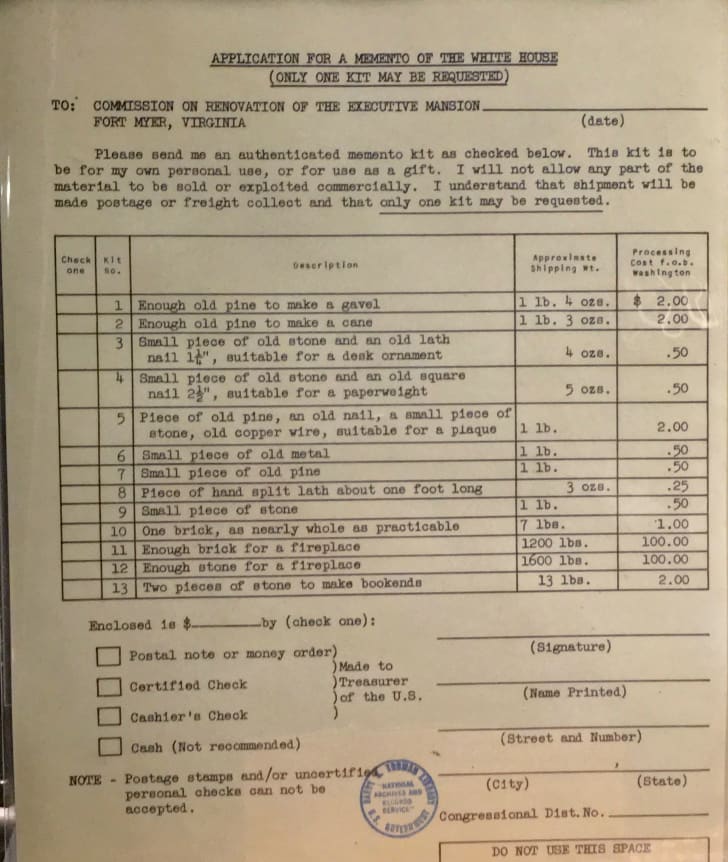 APPLICATION FOR A MEMENTO OF THE WHITE HOUSE
(ONLY ONE KIT MAY BE REQUESTED)
TO: COMMISSION ON RENOVATION OF THE EXECUTIVE MANSION
FORT MYER, VIRGINIA (date)
Please send me an authenticated memento kit as checked below. This kit is to
be for my own personal use, or for use as a gift. I will not allow any part of the
material to be sold or exploited commercially. I understand that shipment will be
made postage or freight collect and that only one kit may be requested.
Check one Kit No. Description Approximate Shipping Wt. Processing Cost f.o.b. Washington
1 Enough old pine to make a gavel 1 lb. 4 ozs. $ 2.00
2 Enough old pine to make a cane 1 lb. 3 ozs. 2.00
3 Small piece of old stone and an old lath
nail 1¼", suitable for a desk ornament 4 ozs. .50
4 Small piece of old stone and an old square
nail 2½", suitable for a paperweight 5 ozs. .50
5 Piece of old pine, an old nail, a small piece of
stone, old copper wire, suitable for a plaque 1 lb. 2.00
6 Small piece of old metal 1 lb. .50
7 Small piece of old pine 1 lb. .50
8 Piece of hand split lath about one foot long 3 ozs. .25
9 Small piece of stone 1 lb. .50
10 One brick, as nearly whole as practicable 7 lbs. 1.00
11 Enough brick for a fireplace 1200 lbs. 100.00
12 Enough stone for a fireplace 1600 lbs. 100.00
13 Two pieces of stone to make bookends 13 lbs. 2.00
Enclosed is $ by (check one):
Postal note or money order)
Certified Check
Cashier's Check
Cash (Not recommended)
)Made to
)Treasurer
)of the U.S.
)
NOTE - Postage stamps and/or uncertified
personal checks can not be
accepted.
(Signature)
(Name Printed)
(Street and Number)
(City) (State)
Congressional Dist. No.
DO NOT USE THIS SPACE
HARRY S. TRUMAN LIBRARY
NATIONAL
ARCHIVES AND
RECORDS
SERVICE
U.S. GOVERNMENT